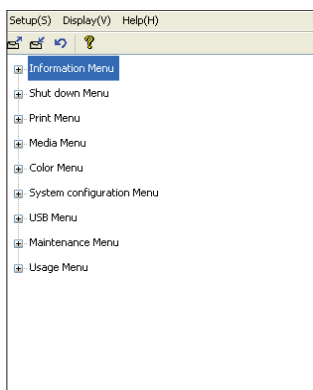 Setup(S) Display(V) Help(H)
Information Menu
Shut down Menu
Print Menu
Media Menu
Color Menu
System configuration Menu
USB Menu
Maintenance Menu
Usage Menu